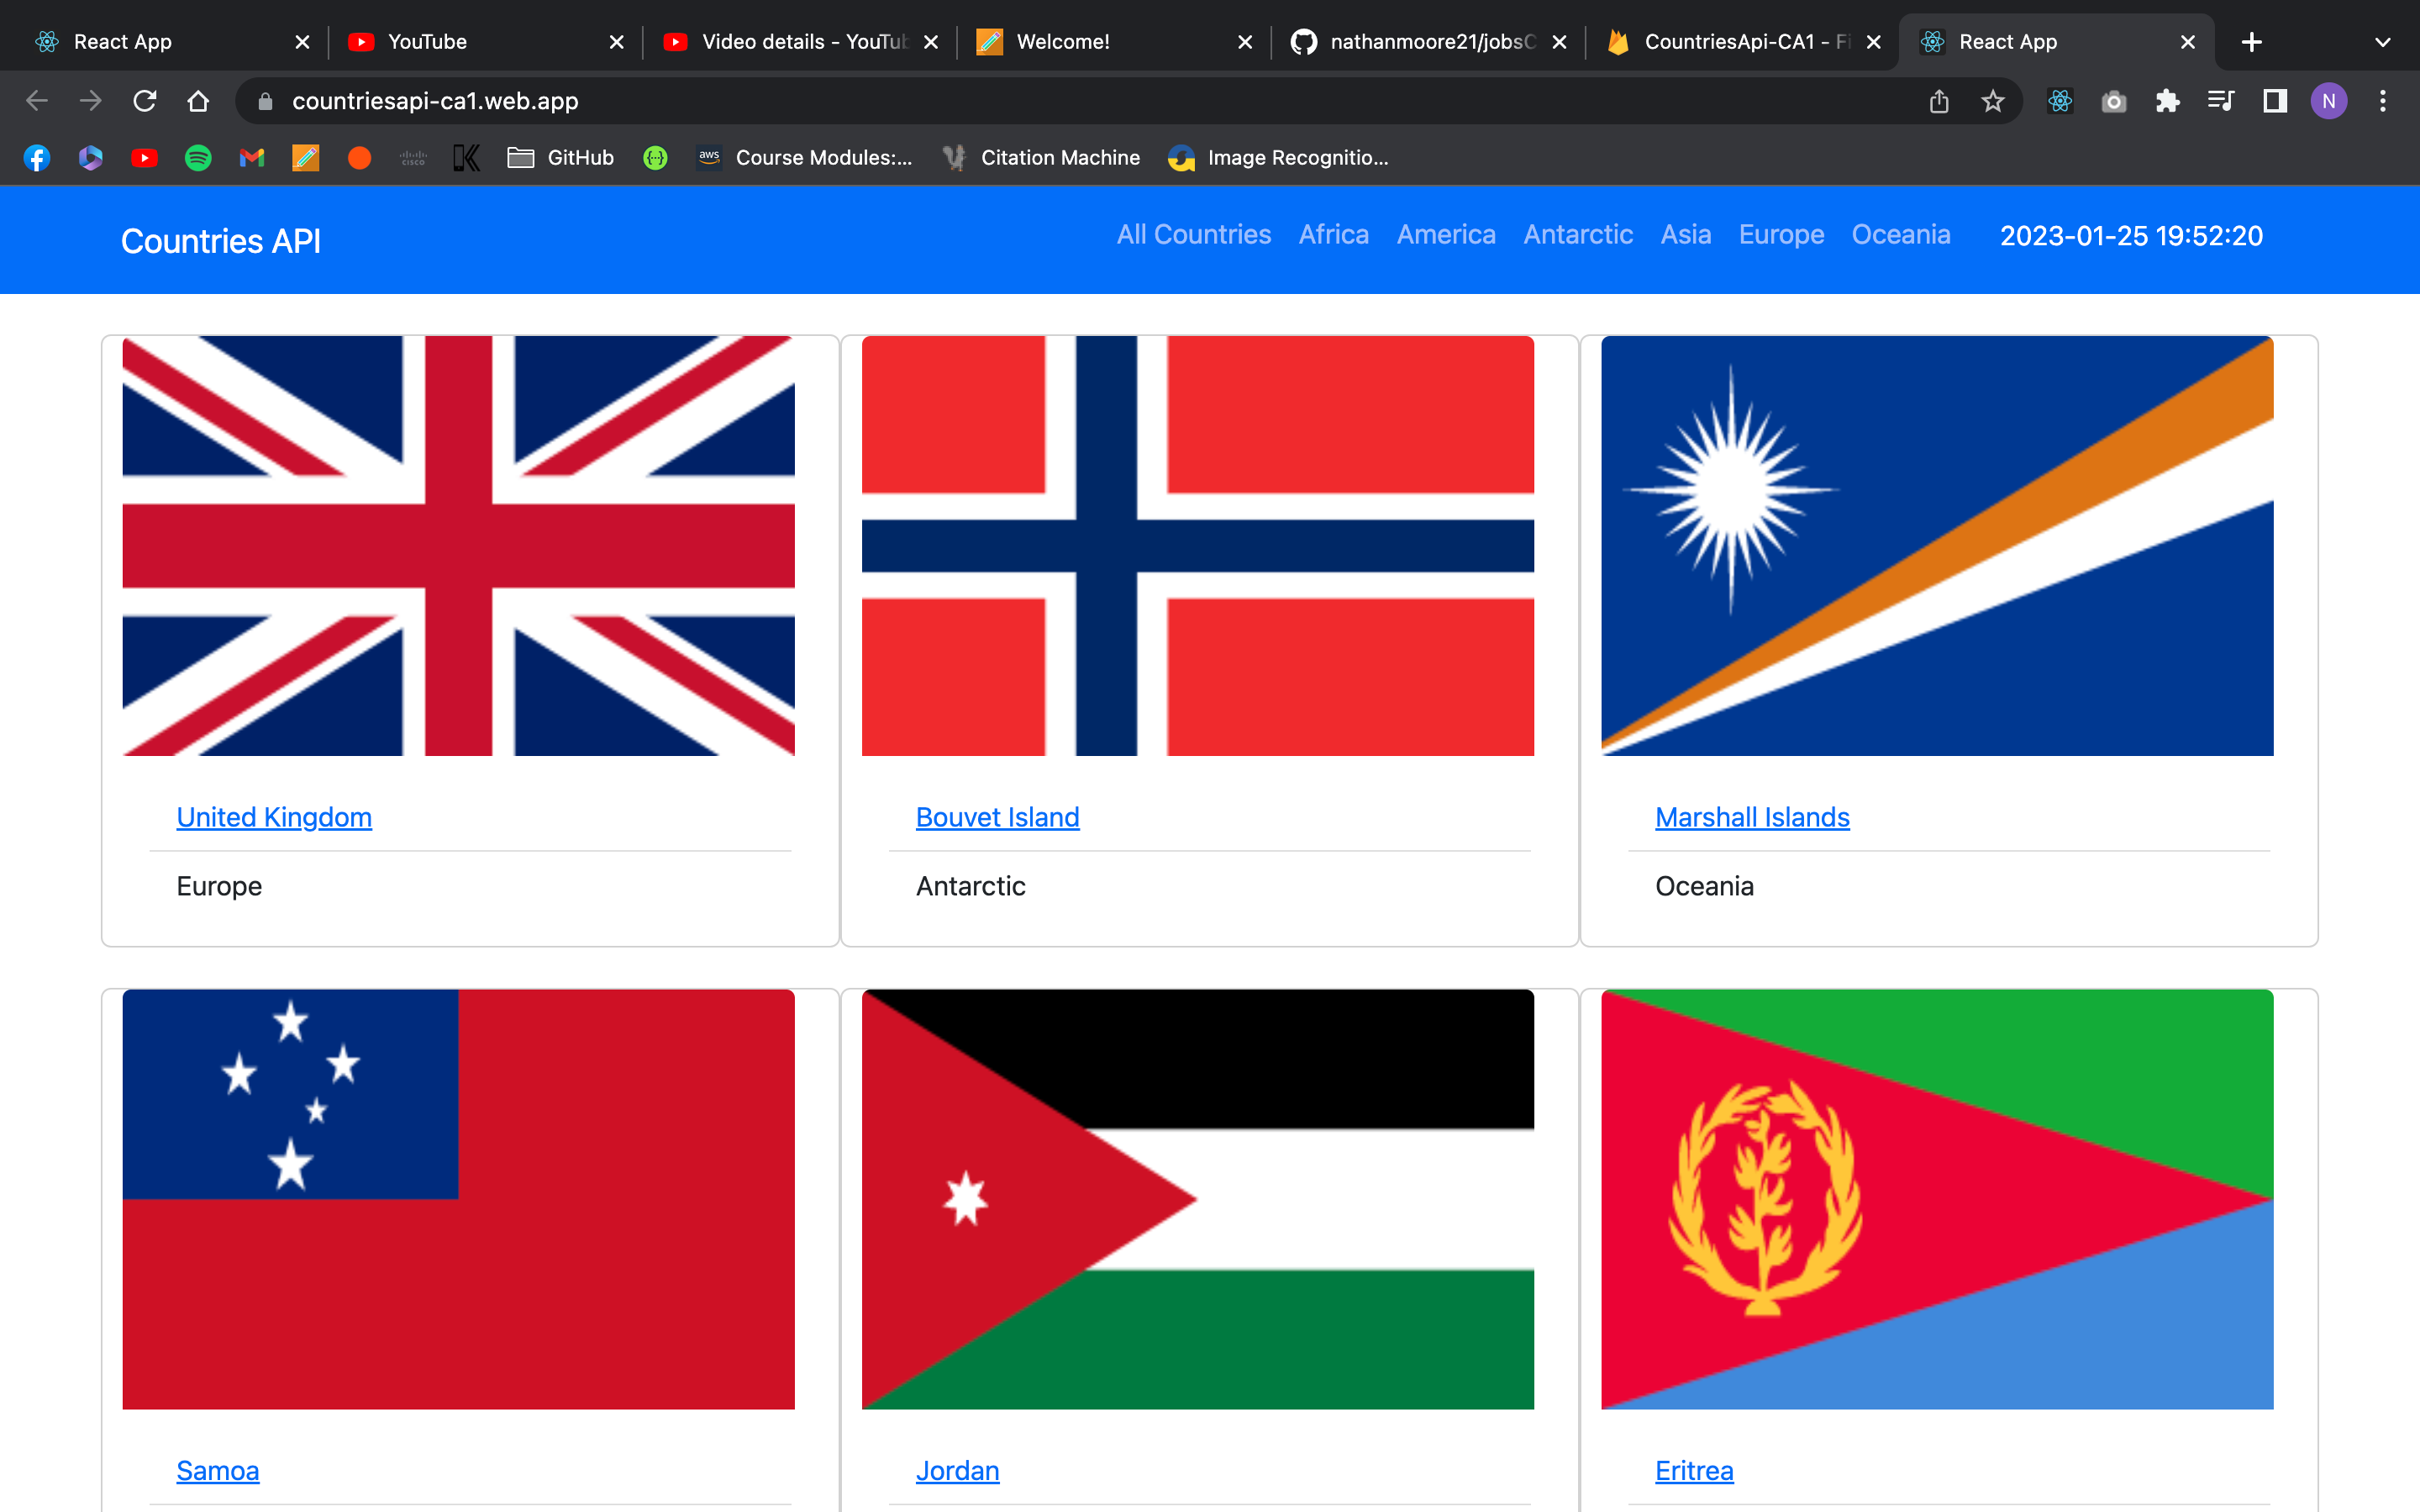 React App YouTube Video details - YouTub Welcome! nathanmoore21/jobsC CountriesApi-CA1 - Fi React App
countriesapi-ca1.web.app N
cisco GitHub aws Course Modules:... Citation Machine Image Recognitio...
Countries API All Countries Africa America Antarctic Asia Europe Oceania 2023-01-25 19:52:20
United Kingdom Bouvet Island Marshall Islands
Europe Antarctic Oceania
Samoa Jordan Eritrea